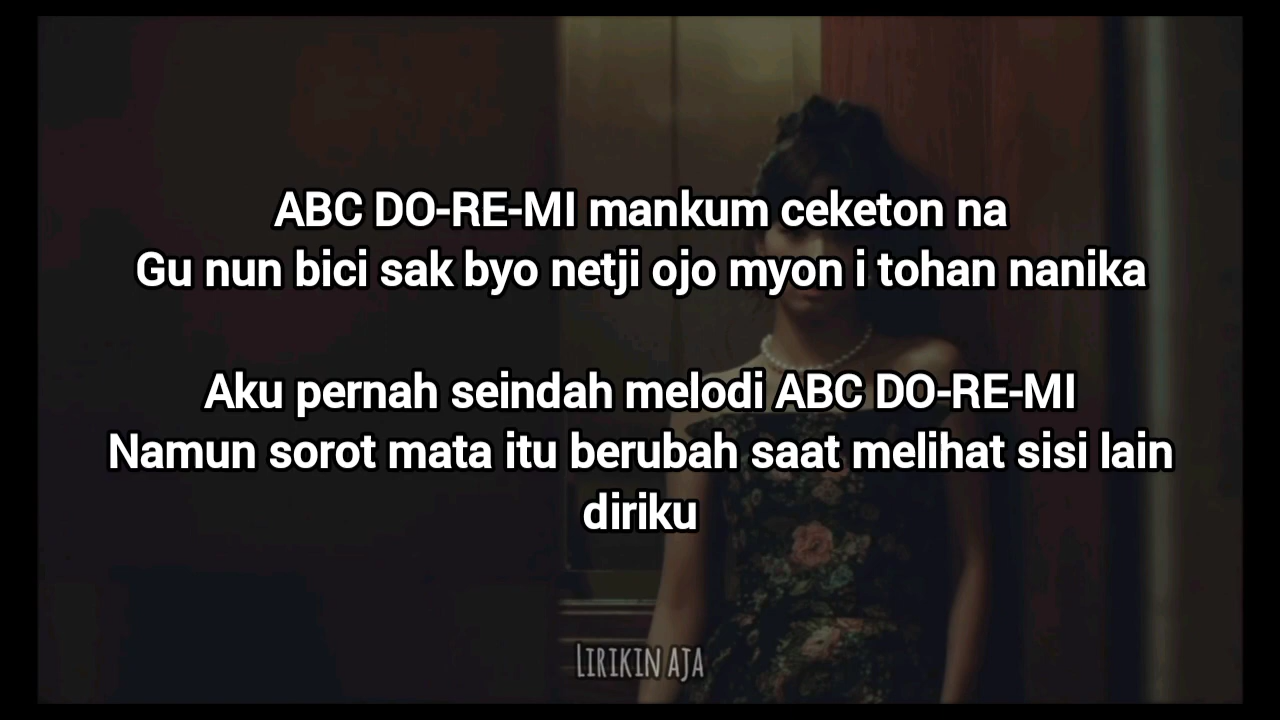 ABC DO-RE-MI mankum ceketon na
Gu nun bici sak byo netji ojo myon i tohan nanika
Aku pernah seindah melodi ABC DO-RE-MI
Namun sorot mata itu berubah saat melihat sisi lain
diriku
LIRIKIN AJA